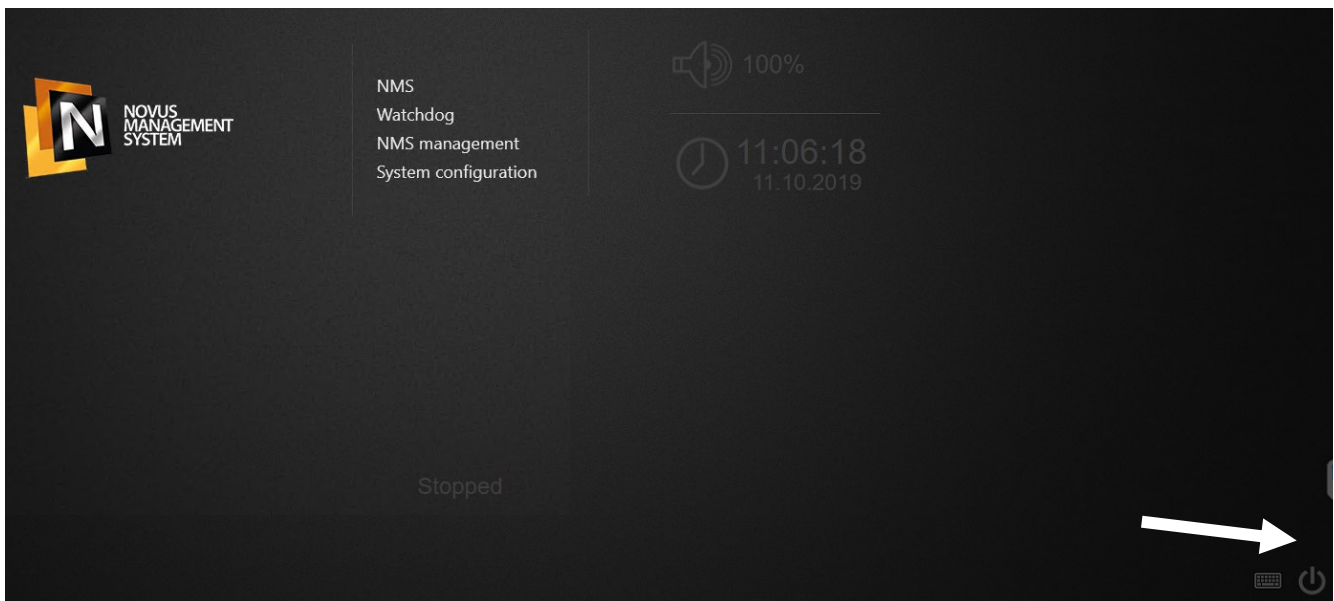 N
NOVUS
MANAGEMENT
SYSTEM
NMS
Watchdog
NMS management
System configuration
100%
11:06:18
11.10.2019
Stopped